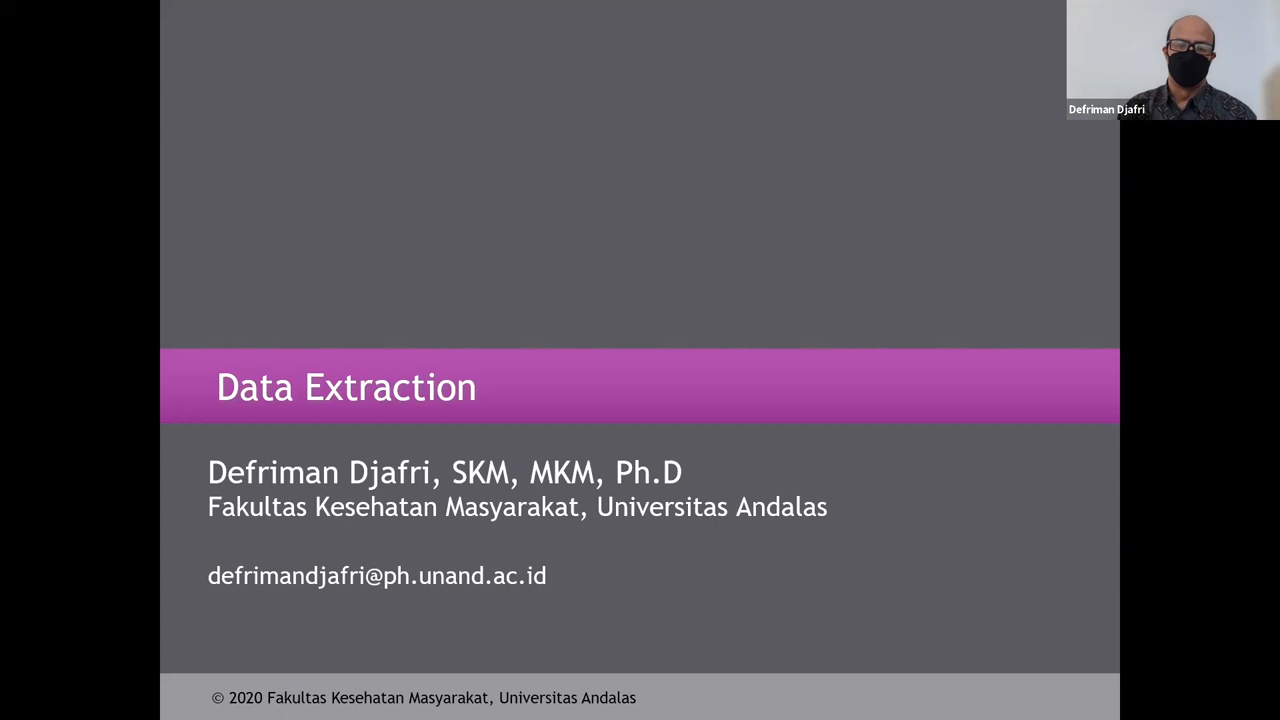 Defriman Djafri
Data Extraction
Defriman Djafri, SKM, MKM, Ph.D
Fakultas Kesehatan Masyarakat, Universitas Andalas
defrimandjafri@ph.unand.ac.id
© 2020 Fakultas Kesehatan Masyarakat, Universitas Andalas